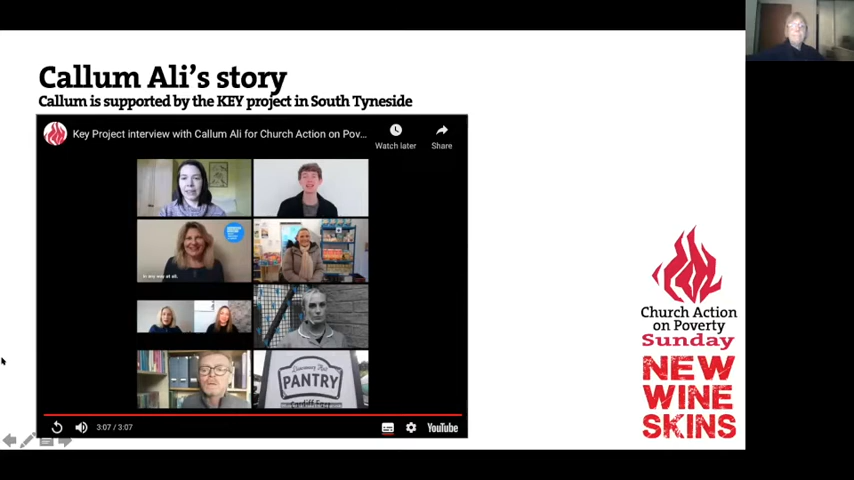 Callum Ali's story
Callum is supported by the KEY project in South Tyneside
Key Project interview with Callum Ali for Church Action on Pov...
Watch later
Share
in any way at all.
PANTRY
Cardiff East
3:07 / 3:07
YouTube
Church Action
on Poverty
Sunday
NEW
WINE
SKINS